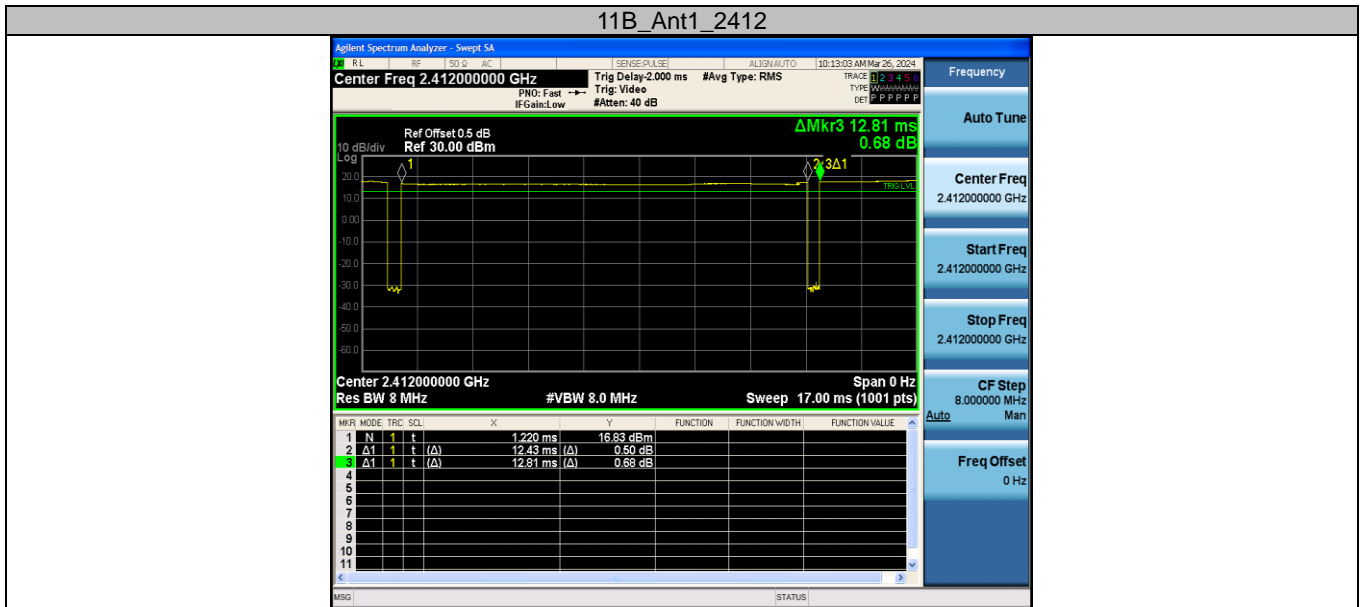 11B_Ant1_2412
Agilent Spectrum Analyzer - Swept SA
RL RF 50 Ω AC SENSE:PULSE ALIGNAUTO 10:13:03 AM Mar 26, 2024
Center Freq 2.412000000 GHz Trig Delay-2.000 ms #Avg Type: RMS TRACE 1 2 3 4 5 6
PNO: Fast Trig: Video TYPE
IFGain:Low #Atten: 40 dB DET P P P P P P
Frequency
Auto Tune
Center Freq
2.412000000 GHz
Start Freq
2.412000000 GHz
Stop Freq
2.412000000 GHz
CF Step
8.000000 MHz
Auto Man
Freq Offset
0 Hz
ΔMkr3 12.81 ms
0.68 dB
Ref Offset 0.5 dB
10 dB/div Ref 30.00 dBm
Log
1
3Δ1
20.0
TRIG LVL
10.0
0.00
-10.0
-20.0
-30.0
-40.0
-50.0
-60.0
Center 2.412000000 GHz Span 0 Hz
Res BW 8 MHz #VBW 8.0 MHz Sweep 17.00 ms (1001 pts)
MKR MODE TRC SCL X Y FUNCTION FUNCTION WIDTH FUNCTION VALUE
1 N 1 t 1.220 ms 16.83 dBm
2 Δ1 1 t (Δ) 12.43 ms (Δ) 0.50 dB
3 Δ1 1 t (Δ) 12.81 ms (Δ) 0.68 dB
4
5
6
7
8
9
10
11
MSG STATUS